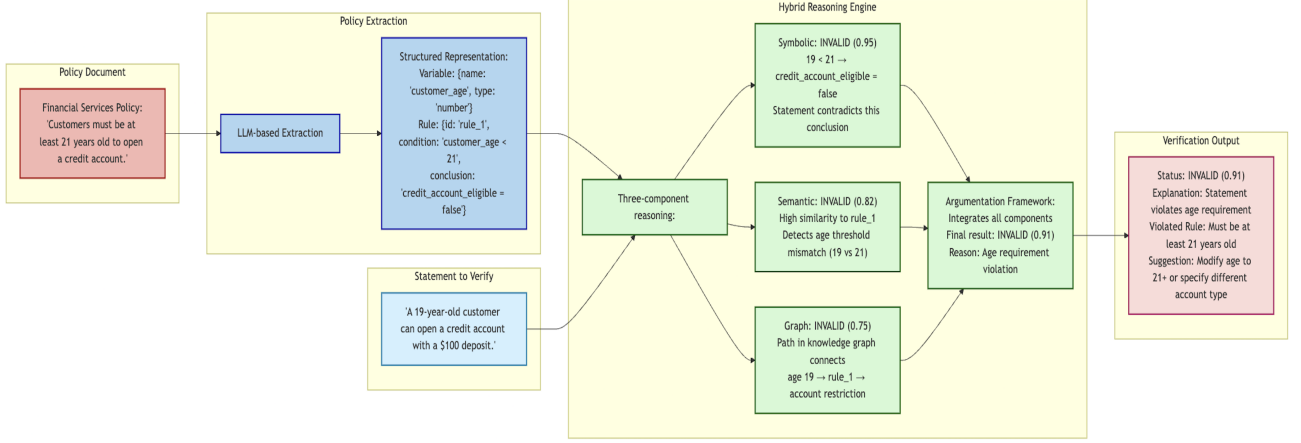 Policy Document
Financial Services Policy:
'Customers must be at
least 21 years old to open
a credit account.'
Policy Extraction
LLM-based Extraction
Structured Representation:
Variable: {name:
'customer_age', type:
'number'}
Rule: {id: 'rule_1',
condition: 'customer_age <
21',
conclusion:
'credit_account_eligible =
false'}
Statement to Verify
'A 19-year-old customer
can open a credit account
with a $100 deposit.'
Hybrid Reasoning Engine
Three-component
reasoning:
Symbolic: INVALID (0.95)
19 < 21 →
credit_account_eligible =
false
Statement contradicts this
conclusion
Semantic: INVALID (0.82)
High similarity to rule_1
Detects age threshold
mismatch (19 vs 21)
Graph: INVALID (0.75)
Path in knowledge graph
connects
age 19 → rule_1 →
account restriction
Argumentation Framework:
Integrates all components
Final result: INVALID (0.91)
Reason: Age requirement
violation
Verification Output
Status: INVALID (0.91)
Explanation: Statement
violates age requirement
Violated Rule: Must be at
least 21 years old
Suggestion: Modify age to
21+ or specify different
account type